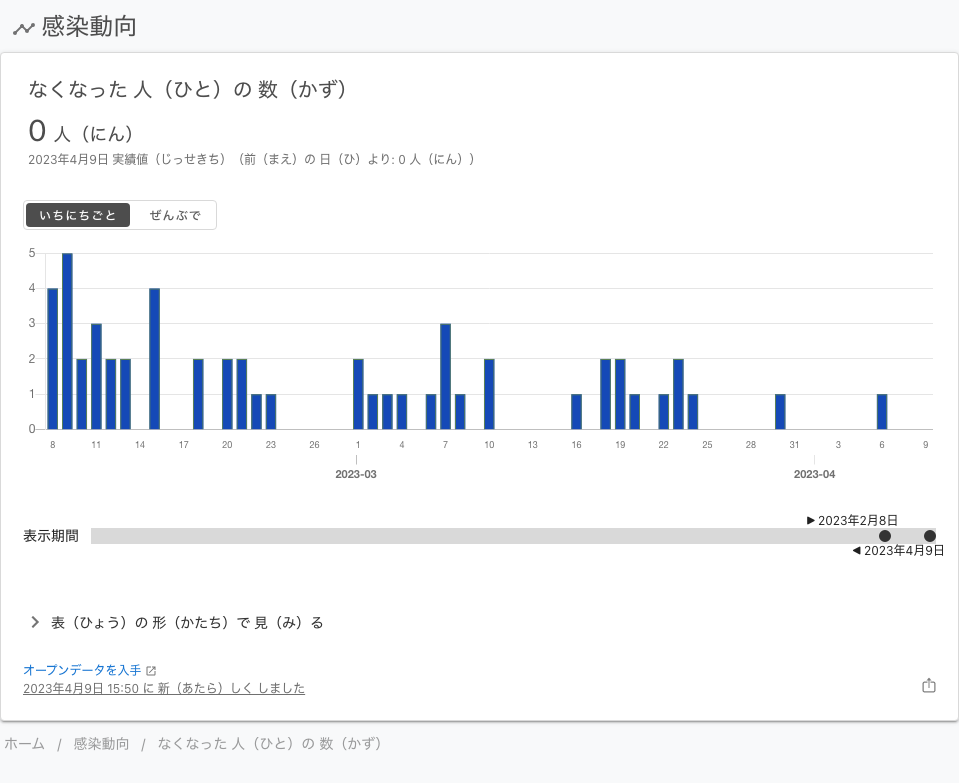 感染動向
なくなった 人（ひと）の 数（かず）
0 人（にん）
2023年4月9日 実績値（じっせきち）（前（まえ）の 日（ひ）より: 0 人（にん））
いちにちごと ぜんぶで
5
4
3
2
1
0
8 11 14 17 20 23 26 1 4 7 10 13 16 19 22 25 28 31 3 6 9
2023-03 2023-04
▶ 2023年2月8日
表示期間
◀ 2023年4月9日
表（ひょう）の 形（かたち）で 見（み）る
オープンデータを入手
2023年4月9日 15:50 に 新（あたら）しく しました
ホーム / 感染動向 / なくなった 人（ひと）の 数（かず）